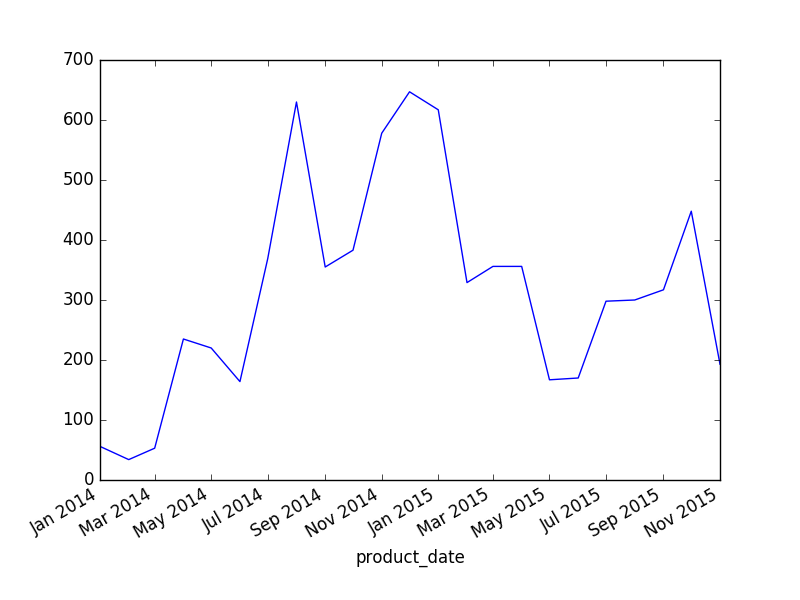 700
600
500
400
300
200
100
0
Jan 2014
Mar 2014
May 2014
Jul 2014
Sep 2014
Nov 2014
Jan 2015
Mar 2015
May 2015
Jul 2015
Sep 2015
Nov 2015
product_date